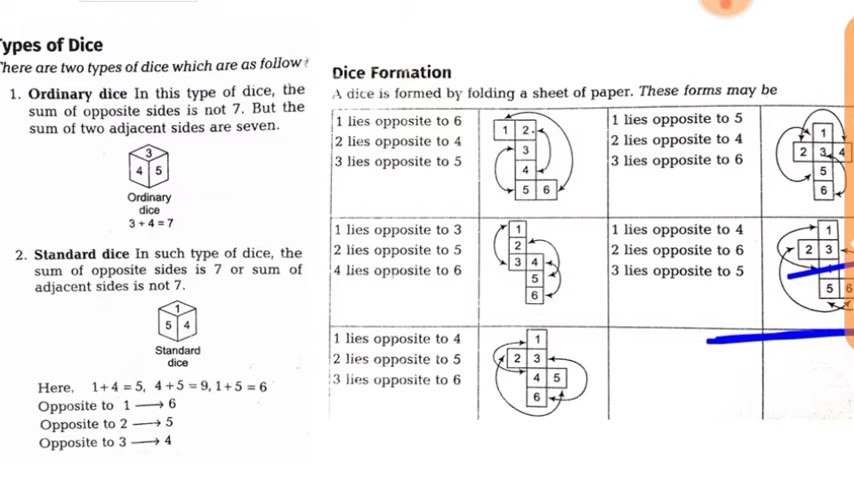 ypes of Dice
here are two types of dice which are as follow
1. Ordinary dice In this type of dice, the
sum of opposite sides is not 7. But the
sum of two adjacent sides are seven.
3
4 5
Ordinary
dice
3 + 4 = 7
2. Standard dice In such type of dice, the
sum of opposite sides is 7 or sum of
adjacent sides is not 7.
1
5 4
Standard
dice
Here, 1 + 4 = 5, 4 + 5 = 9, 1 + 5 = 6
Opposite to 1 ⟶ 6
Opposite to 2 ⟶ 5
Opposite to 3 ⟶ 4
Dice Formation
A dice is formed by folding a sheet of paper. These forms may be
1 lies opposite to 6
2 lies opposite to 4
3 lies opposite to 5
1 2
3
4
5 6
1 lies opposite to 5
2 lies opposite to 4
3 lies opposite to 6
1
2 3 4
5
6
1 lies opposite to 3
2 lies opposite to 5
4 lies opposite to 6
1
2
3 4
5
6
1 lies opposite to 4
2 lies opposite to 6
3 lies opposite to 5
1
2 3
5 6
1 lies opposite to 4
2 lies opposite to 5
3 lies opposite to 6
1
2 3
4 5
6